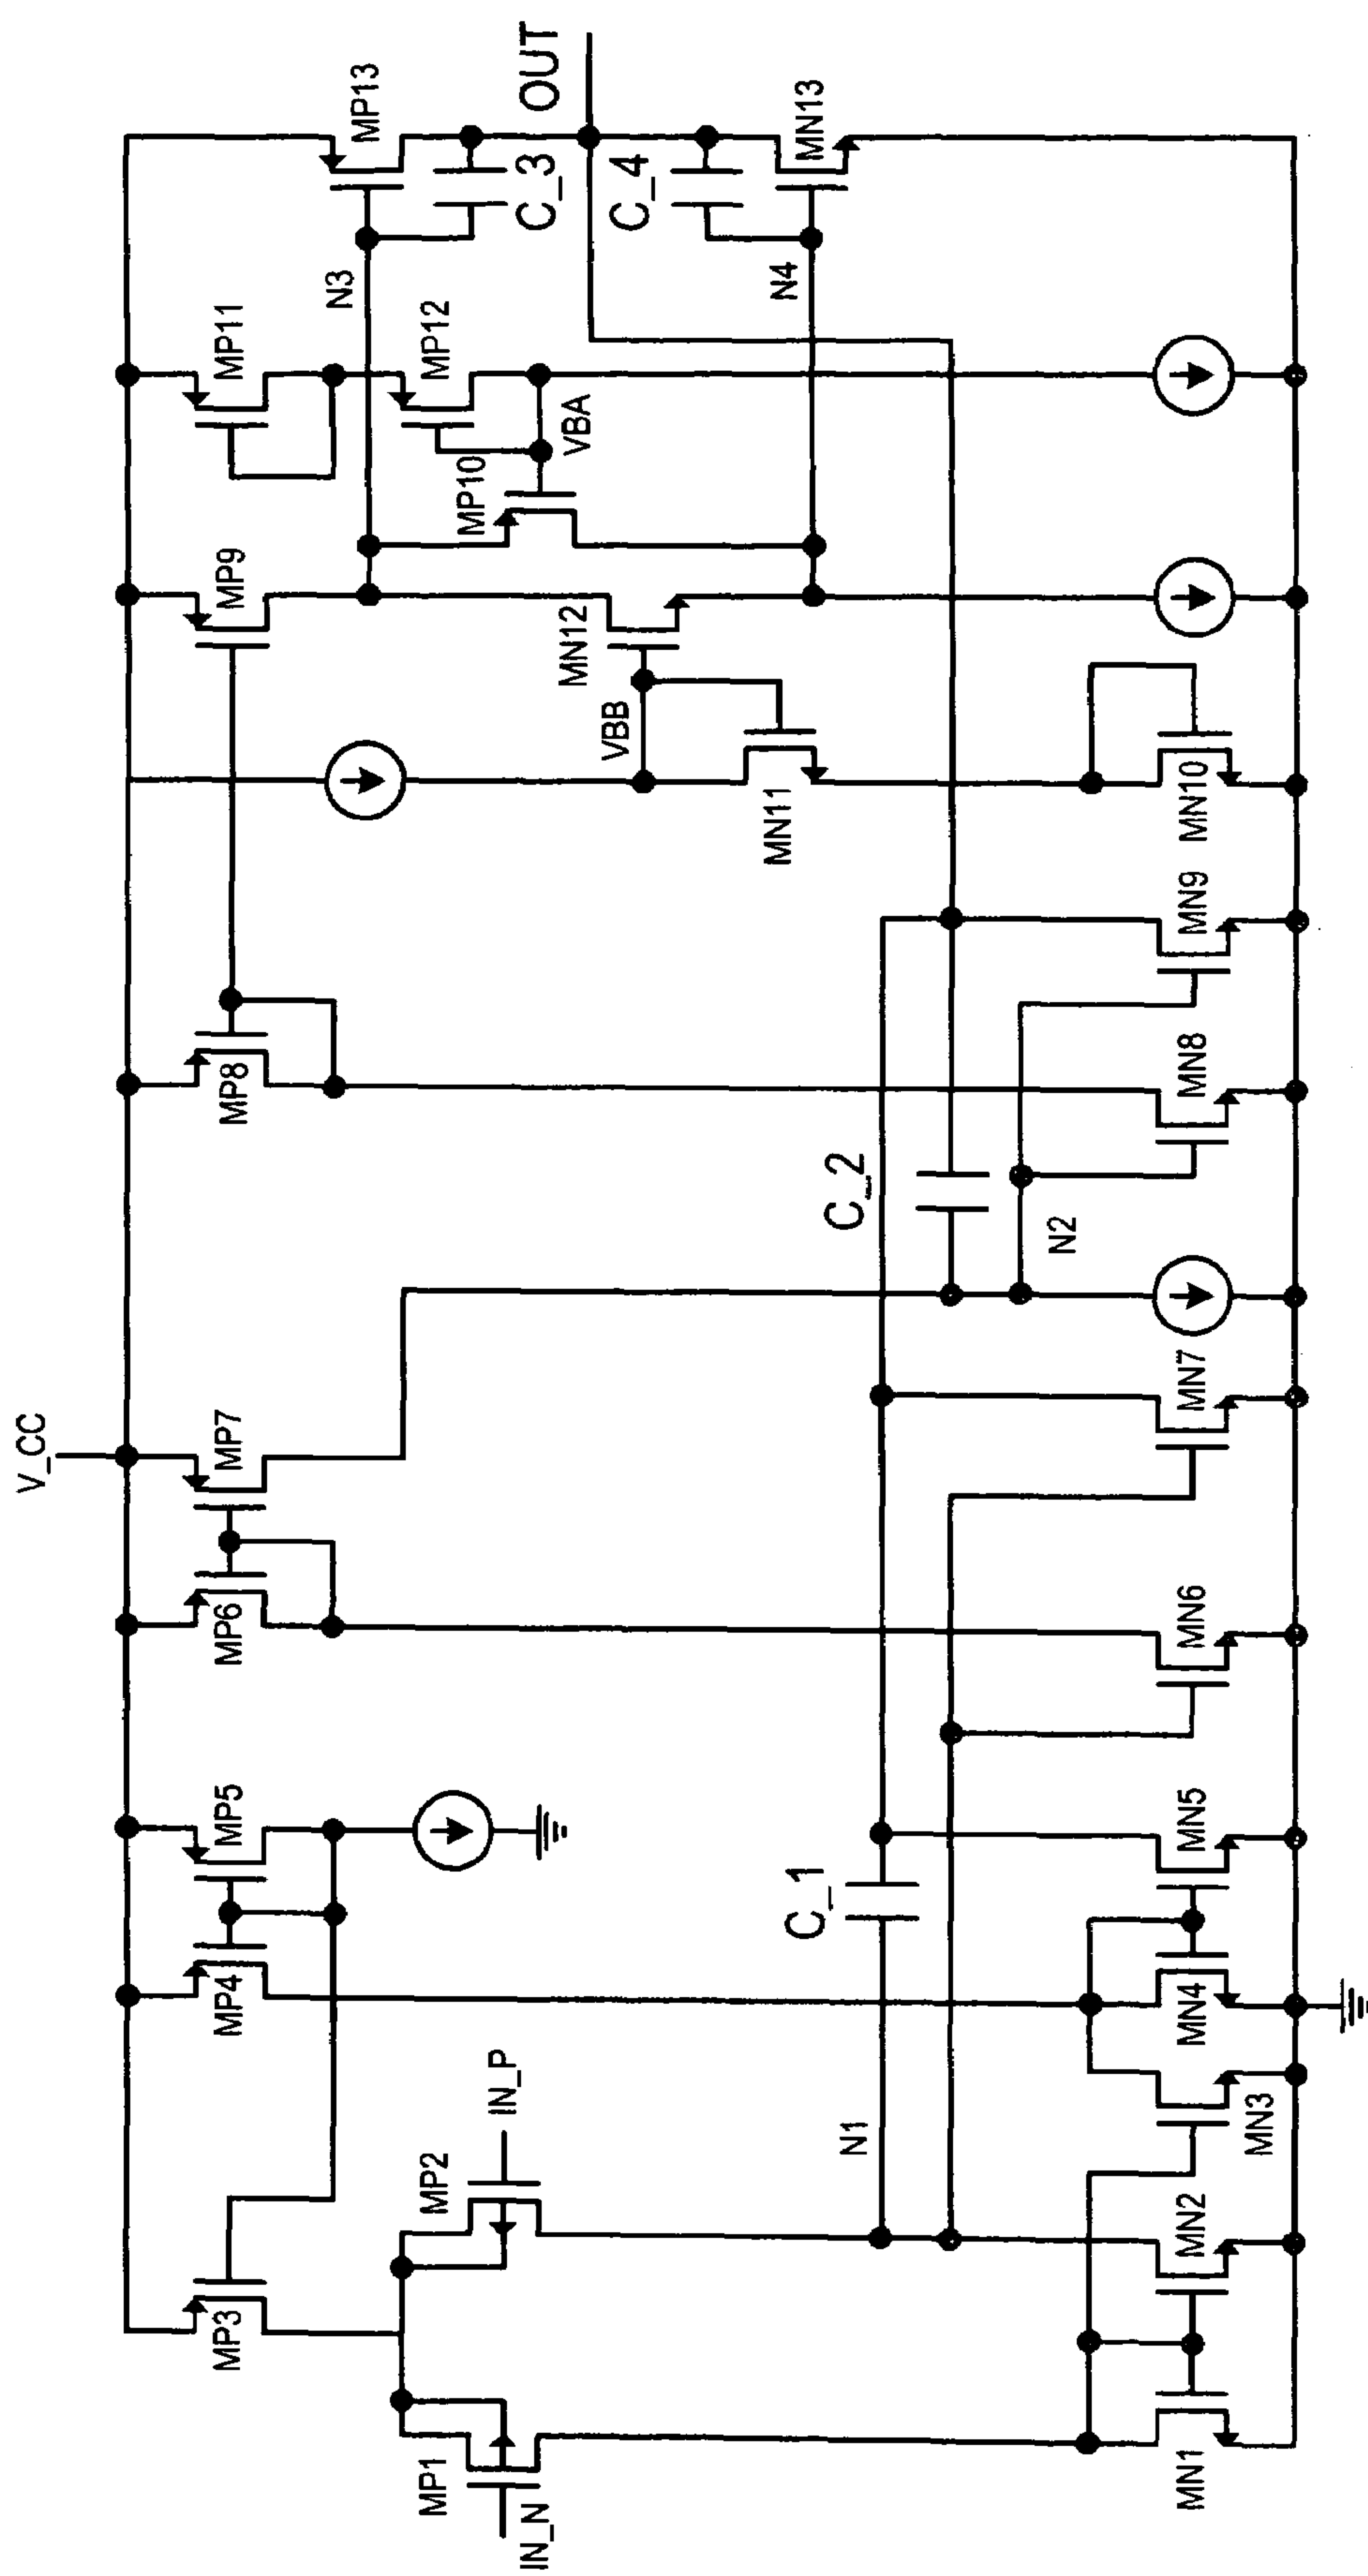 V_CC
MP3
MP4
MP5
MP6
MP7
MP8
MP9
MP11
MP13
N3
MP12
C_3
OUT
MP10
VBA
MP1
IN_N
MP2
IN_P
MN12
VBB
C_4
N4
MN13
C_1
N1
C_2
N2
MN11
MN1
MN2
MN3
MN4
MN5
MN6
MN7
MN8
MN9
MN10